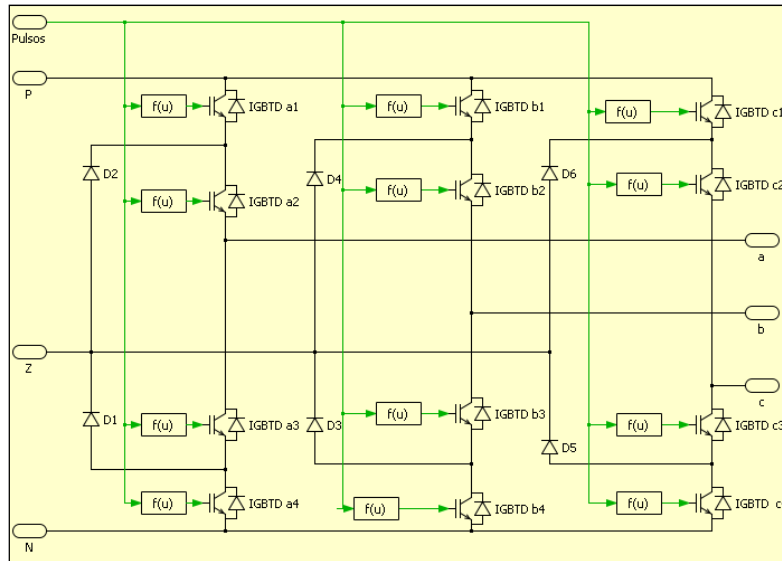 Pulsos
P
f(u)
IGBTD a1
f(u)
IGBTD b1
f(u)
IGBTD c1
D2
D4
D6
f(u)
IGBTD a2
f(u)
IGBTD b2
f(u)
IGBTD c2
a
b
Z
c
D1
f(u)
IGBTD a3
D3
f(u)
IGBTD b3
D5
f(u)
IGBTD c3
f(u)
IGBTD a4
f(u)
IGBTD b4
f(u)
IGBTD c
N